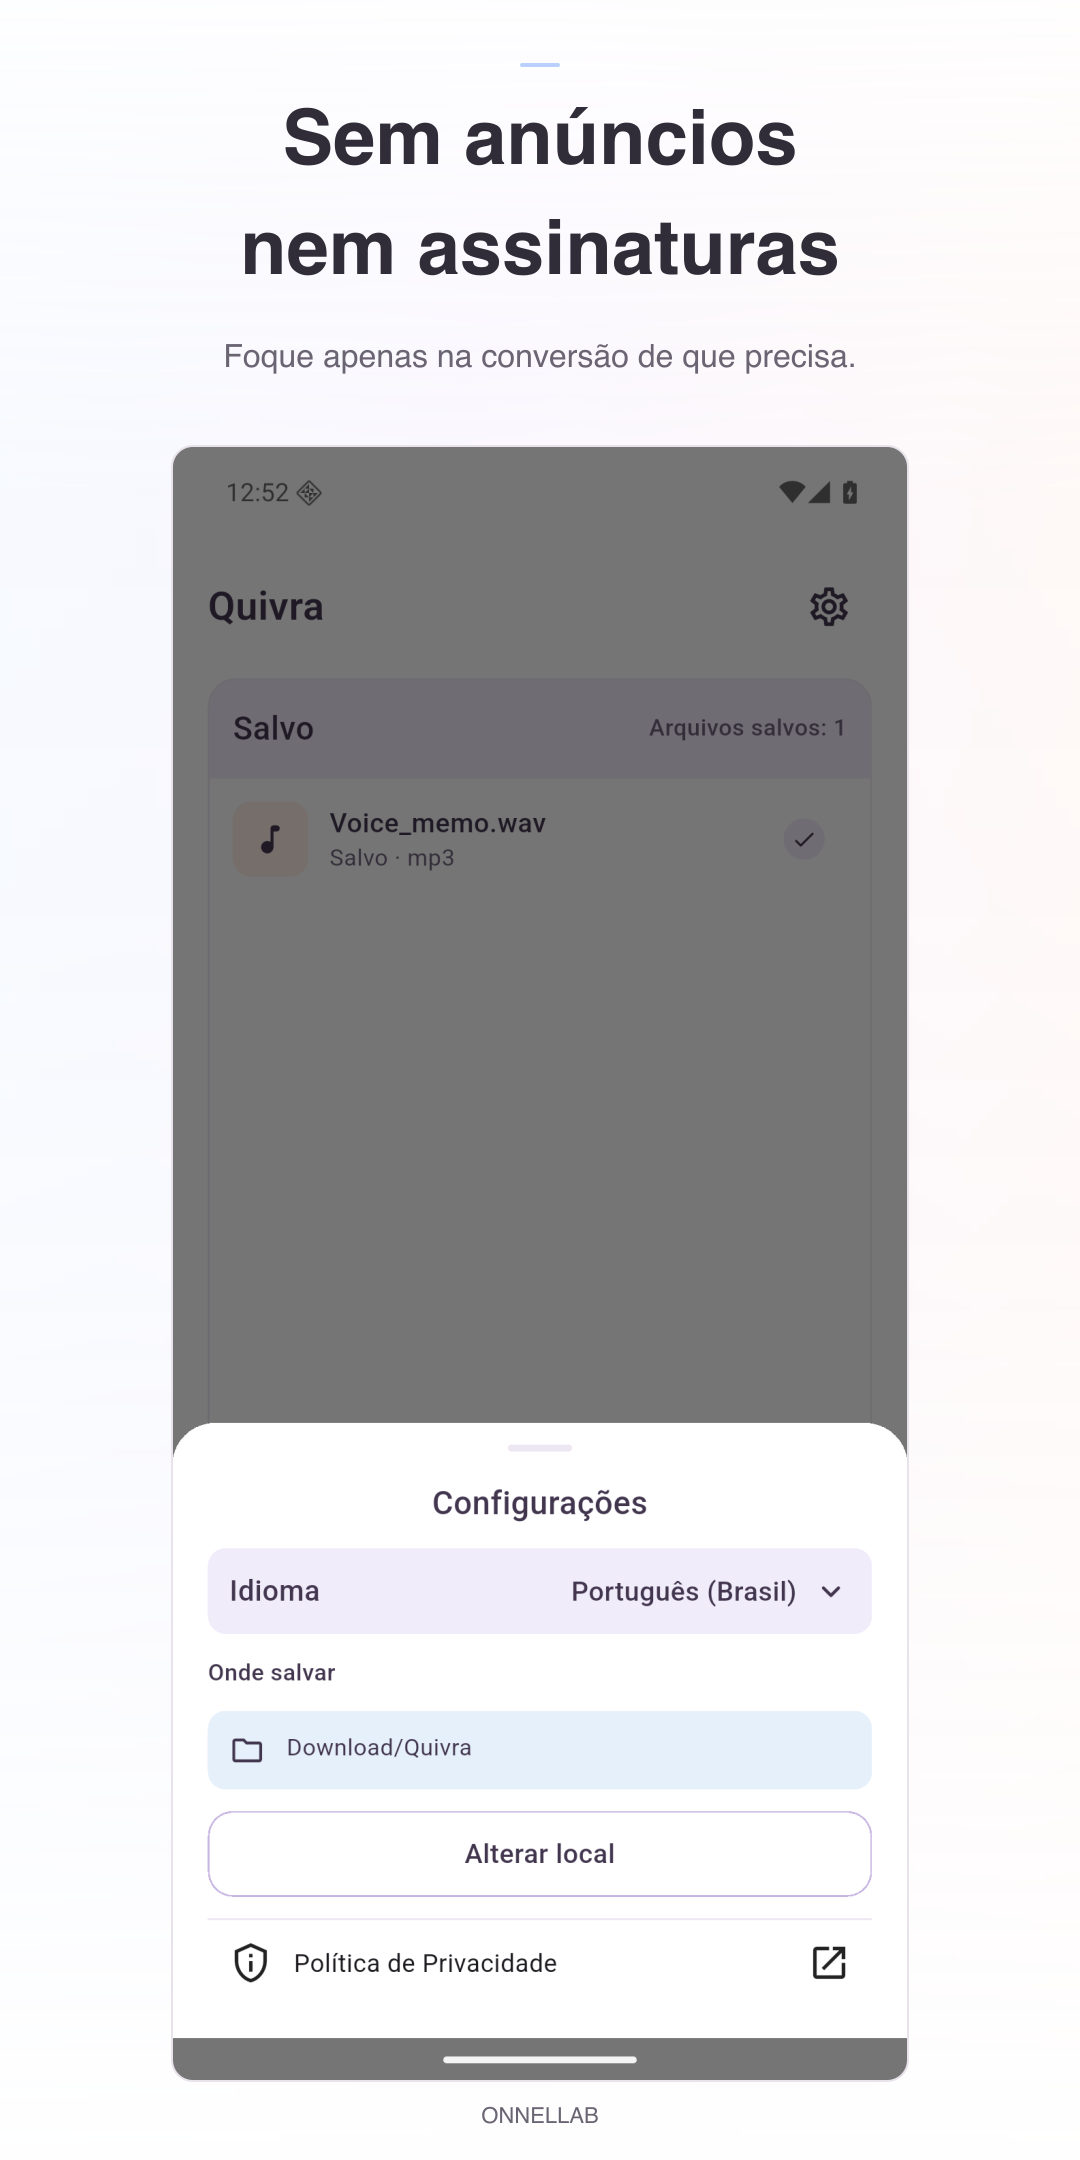 Sem anúncios
nem assinaturas
Foque apenas na conversão de que precisa.
12:52
Quivra
Salvo
Arquivos salvos: 1
Voice_memo.wav
Salvo · mp3
Configurações
Idioma
Português (Brasil)
Onde salvar
Download/Quivra
Alterar local
Política de Privacidade
ONNELLAB